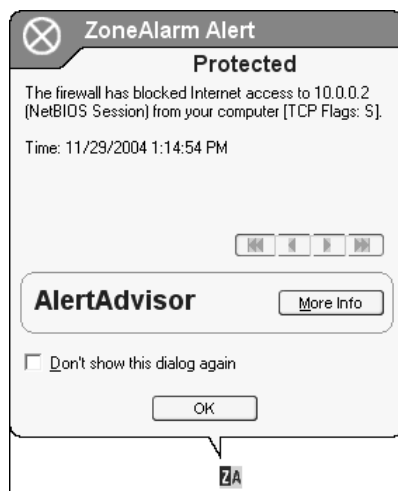 ZoneAlarm Alert
Protected
The firewall has blocked Internet access to 10.0.0.2
(NetBIOS Session) from your computer [TCP Flags: S].
Time: 11/29/2004 1:14:54 PM
AlertAdvisor
More Info
Don't show this dialog again
OK
ZA